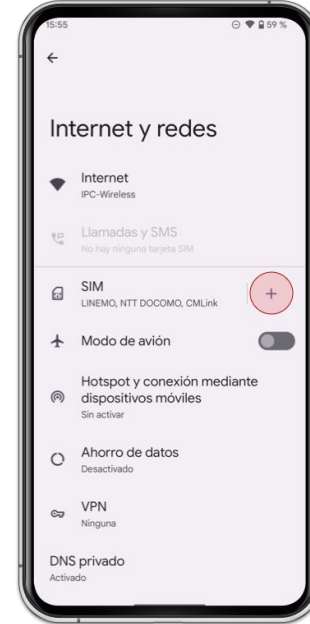 15:55
59 %
Internet y redes
Internet
IPC-Wireless
Llamadas y SMS
No hay ninguna tarjeta SIM
SIM
LINEMO, NTT DOCOMO, CMLink
Modo de avión
Hotspot y conexión mediante
dispositivos móviles
Sin activar
Ahorro de datos
Desactivado
VPN
Ninguna
DNS privado
Activado